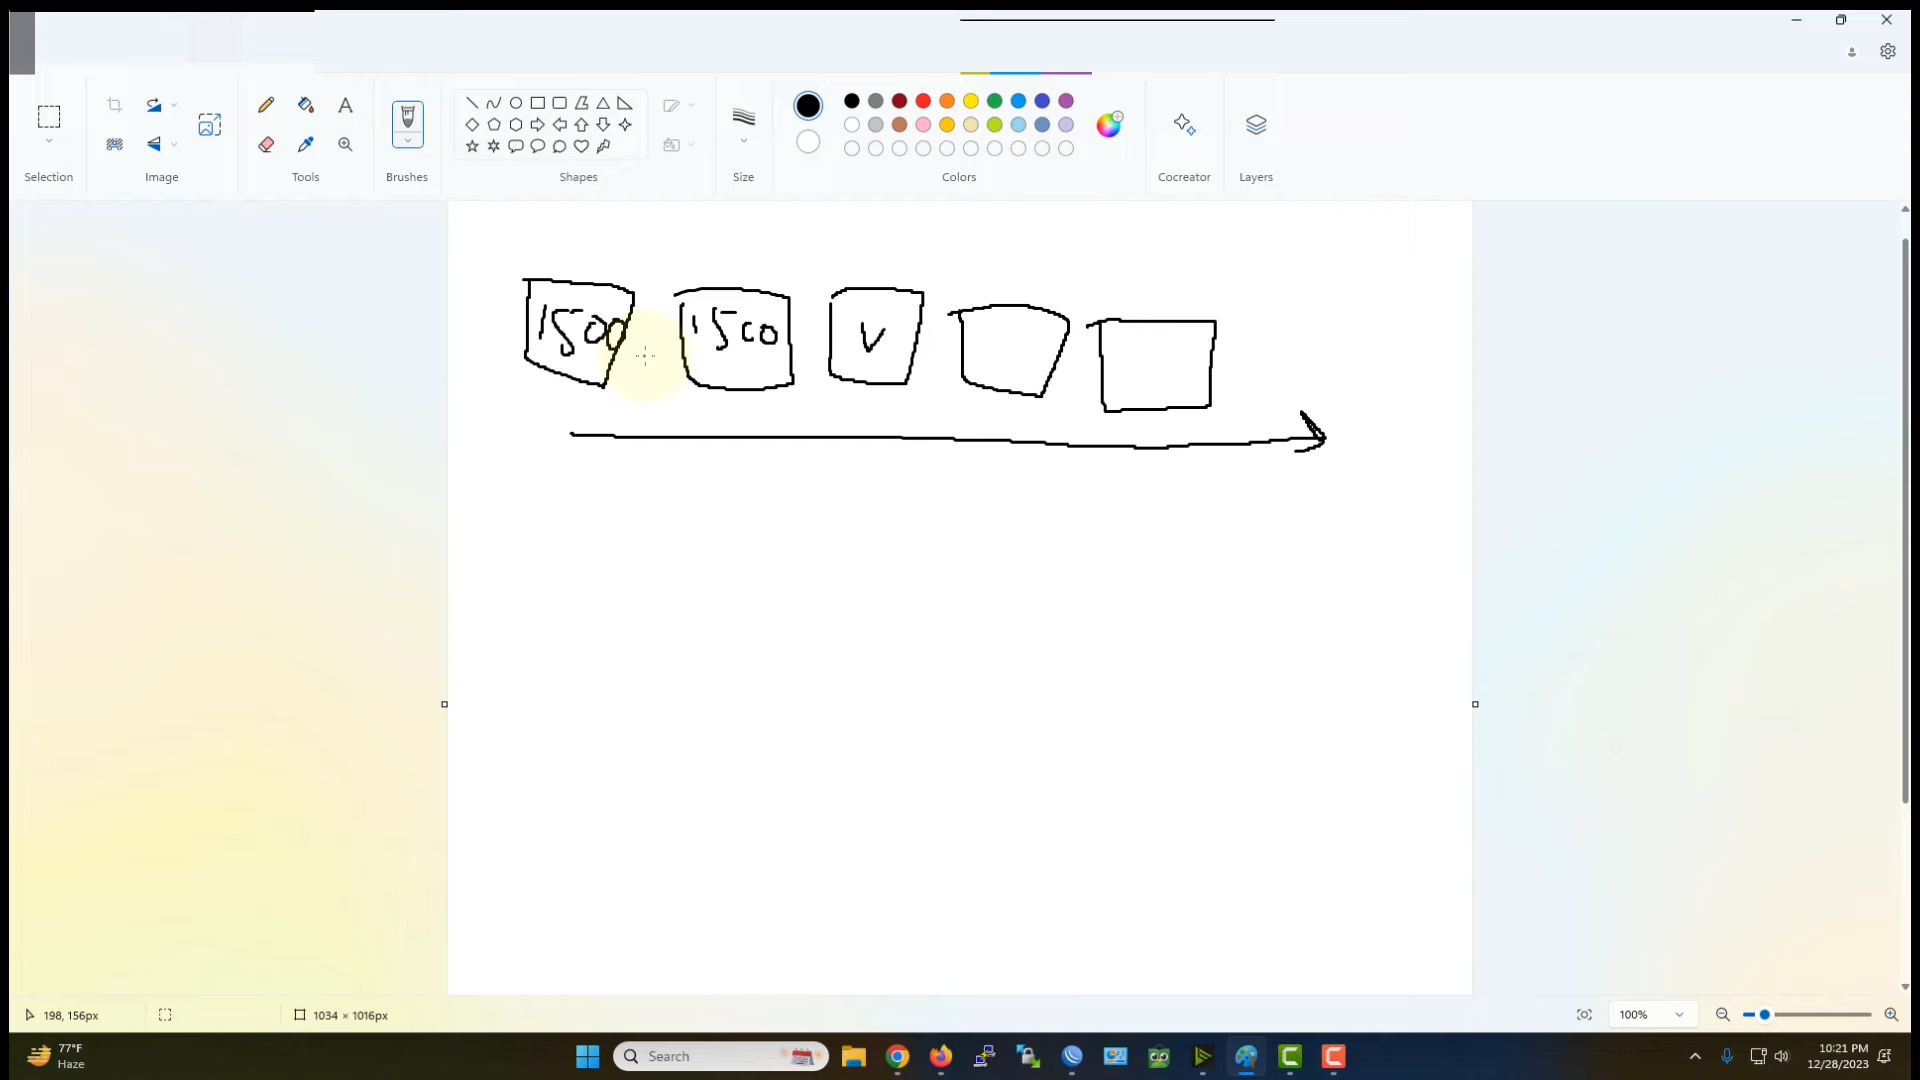 Selection
Image
Tools
Brushes
Shapes
Size
Colors
Cocreator
Layers
1500
1500
V
198, 156px
1034 × 1016px
100%
77°F
Haze
Search
10:21 PM
12/28/2023